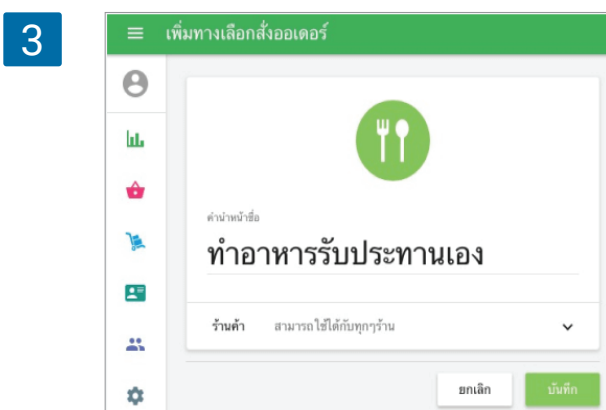 3
เพิ่มทางเลือกสั่งออเดอร์
คำนำหน้าชื่อ
ทำอาหารรับประทานเอง
ร้านค้า สามารถใช้ได้กับทุกๆร้าน
ยกเลิก บันทึก